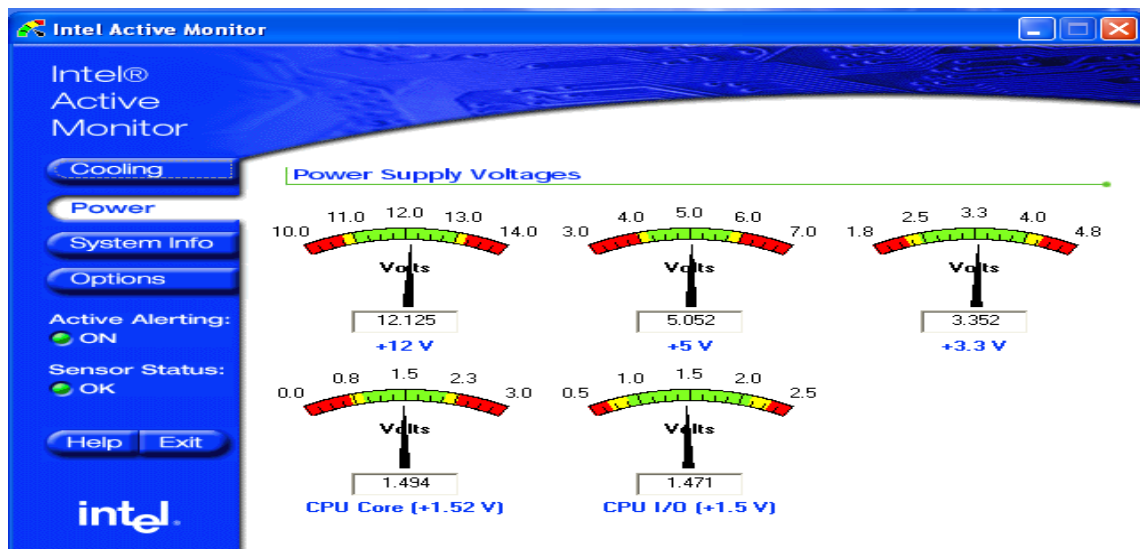 Intel Active Monitor
Intel®
Active
Monitor
Cooling
Power
System Info
Options
Active Alerting:
ON
Sensor Status:
OK
Help Exit
intel.
Power Supply Voltages
10.0 11.0 12.0 13.0 14.0
Volts
12.125
+12 V
3.0 4.0 5.0 6.0 7.0
Volts
5.052
+5 V
1.8 2.5 3.3 4.0 4.8
Volts
3.352
+3.3 V
0.0 0.8 1.5 2.3 3.0
Volts
1.494
CPU Core (+1.52 V)
0.5 1.0 1.5 2.0 2.5
Volts
1.471
CPU I/O (+1.5 V)